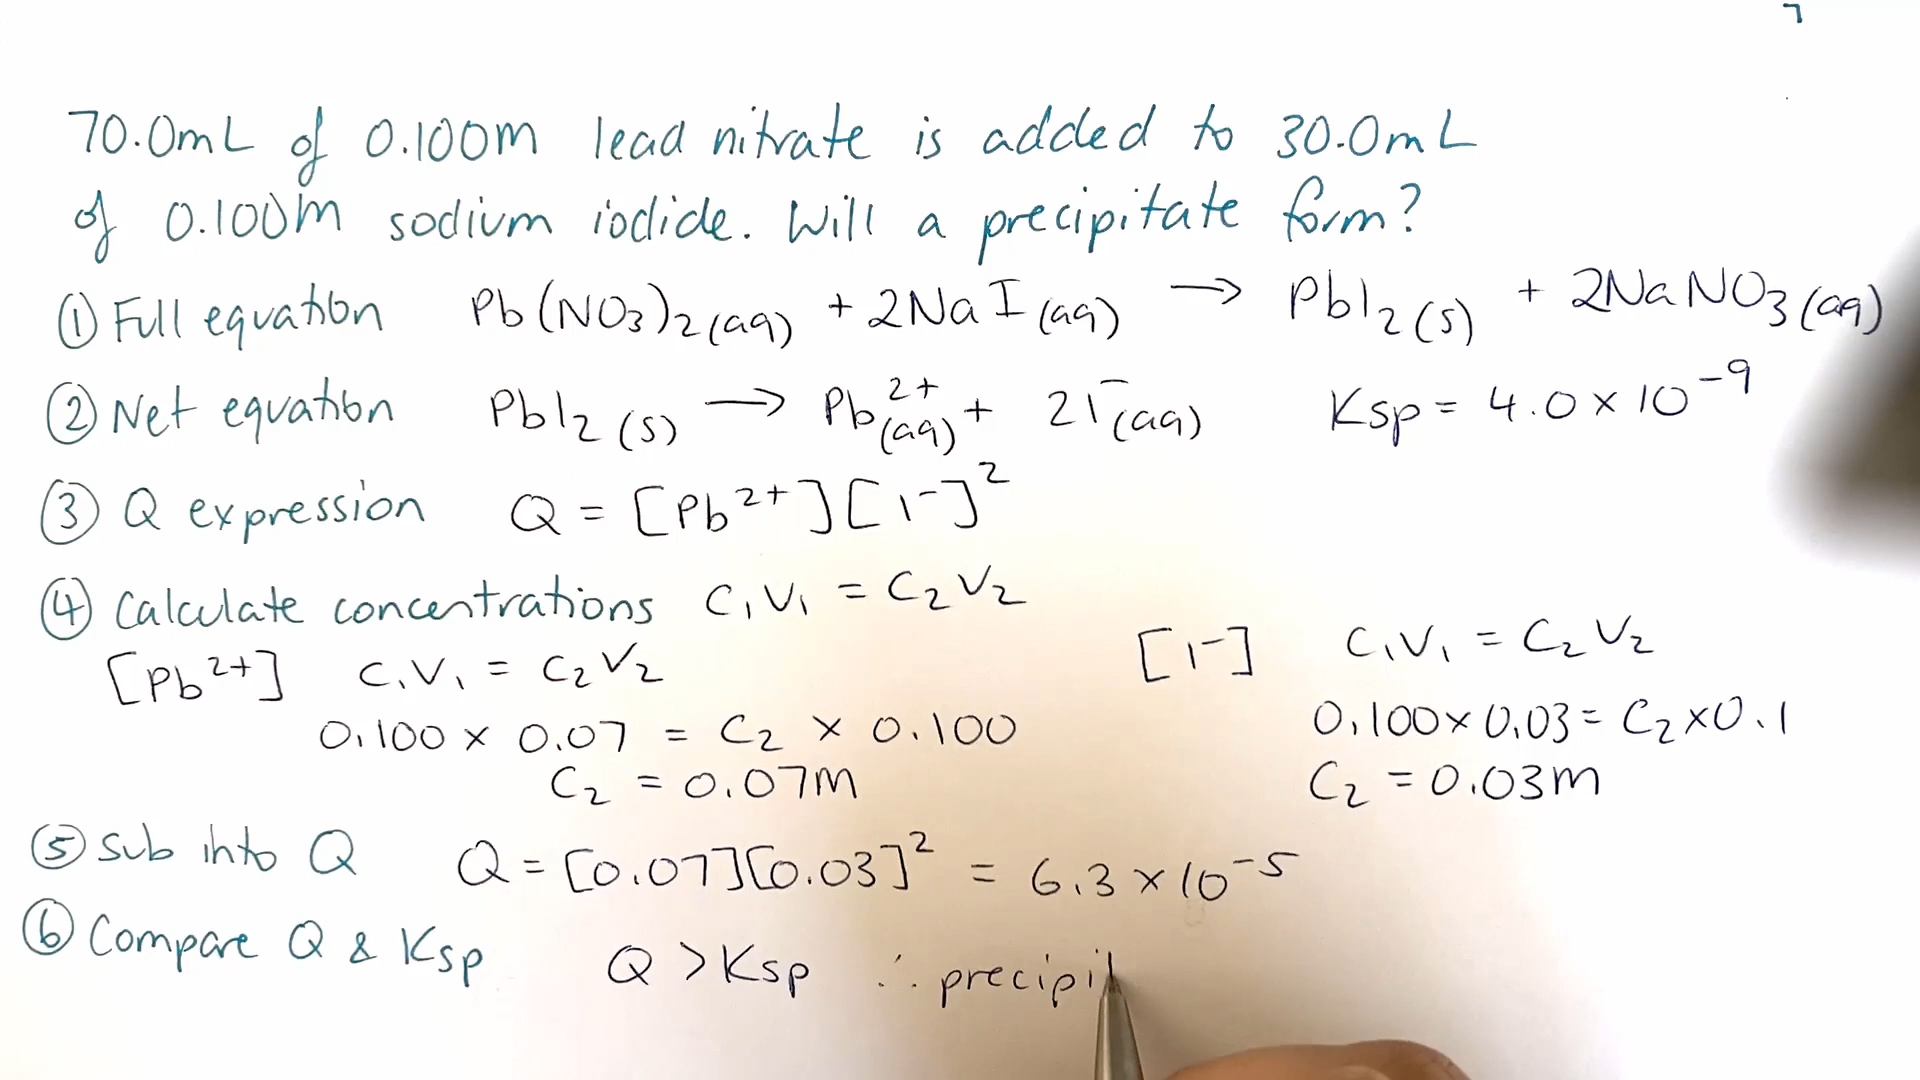 70.0mL of 0.100M lead nitrate is added to 30.0mL
of 0.100M sodium iodide. Will a precipitate form?
① Full equation Pb(NO3)2(aq) + 2NaI(aq) → PbI2(s) + 2NaNO3(aq)
② Net equation PbI2(s) → Pb2+(aq) + 2I-(aq) Ksp = 4.0 × 10^-9
③ Q expression Q = [Pb2+][I-]^2
④ Calculate concentrations C1V1 = C2V2
[Pb2+] C1V1 = C2V2
0.100 × 0.07 = C2 × 0.100
C2 = 0.07M
[I-] C1V1 = C2V2
0.100 × 0.03 = C2 × 0.1
C2 = 0.03M
⑤ Sub into Q Q = [0.07][0.03]^2 = 6.3 × 10^-5
⑥ Compare Q & Ksp Q > Ksp ∴ precipit